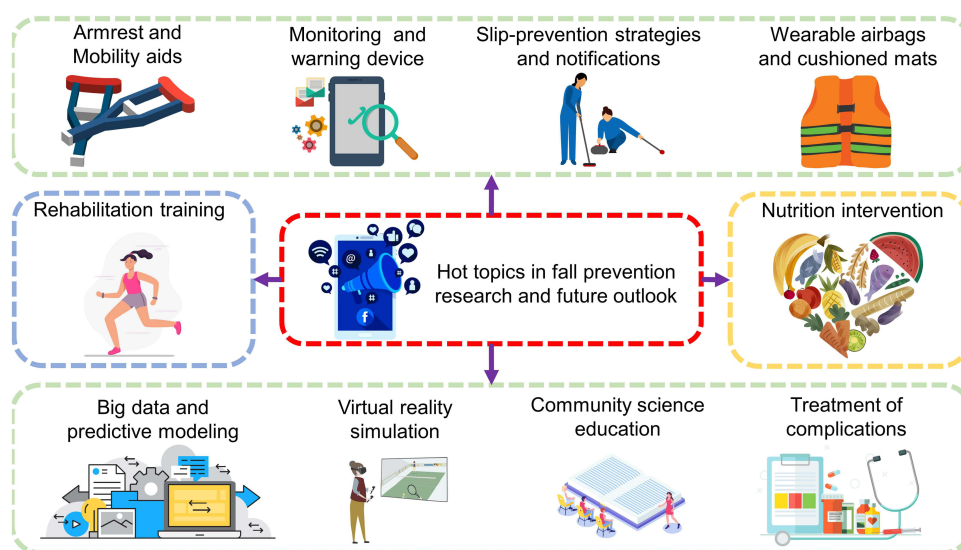 Armrest and
Mobility aids
Monitoring and
warning device
Slip-prevention strategies
and notifications
Wearable airbags
and cushioned mats
Rehabilitation training
Hot topics in fall prevention
research and future outlook
Nutrition intervention
Big data and
predictive modeling
Virtual reality
simulation
Community science
education
Treatment of
complications